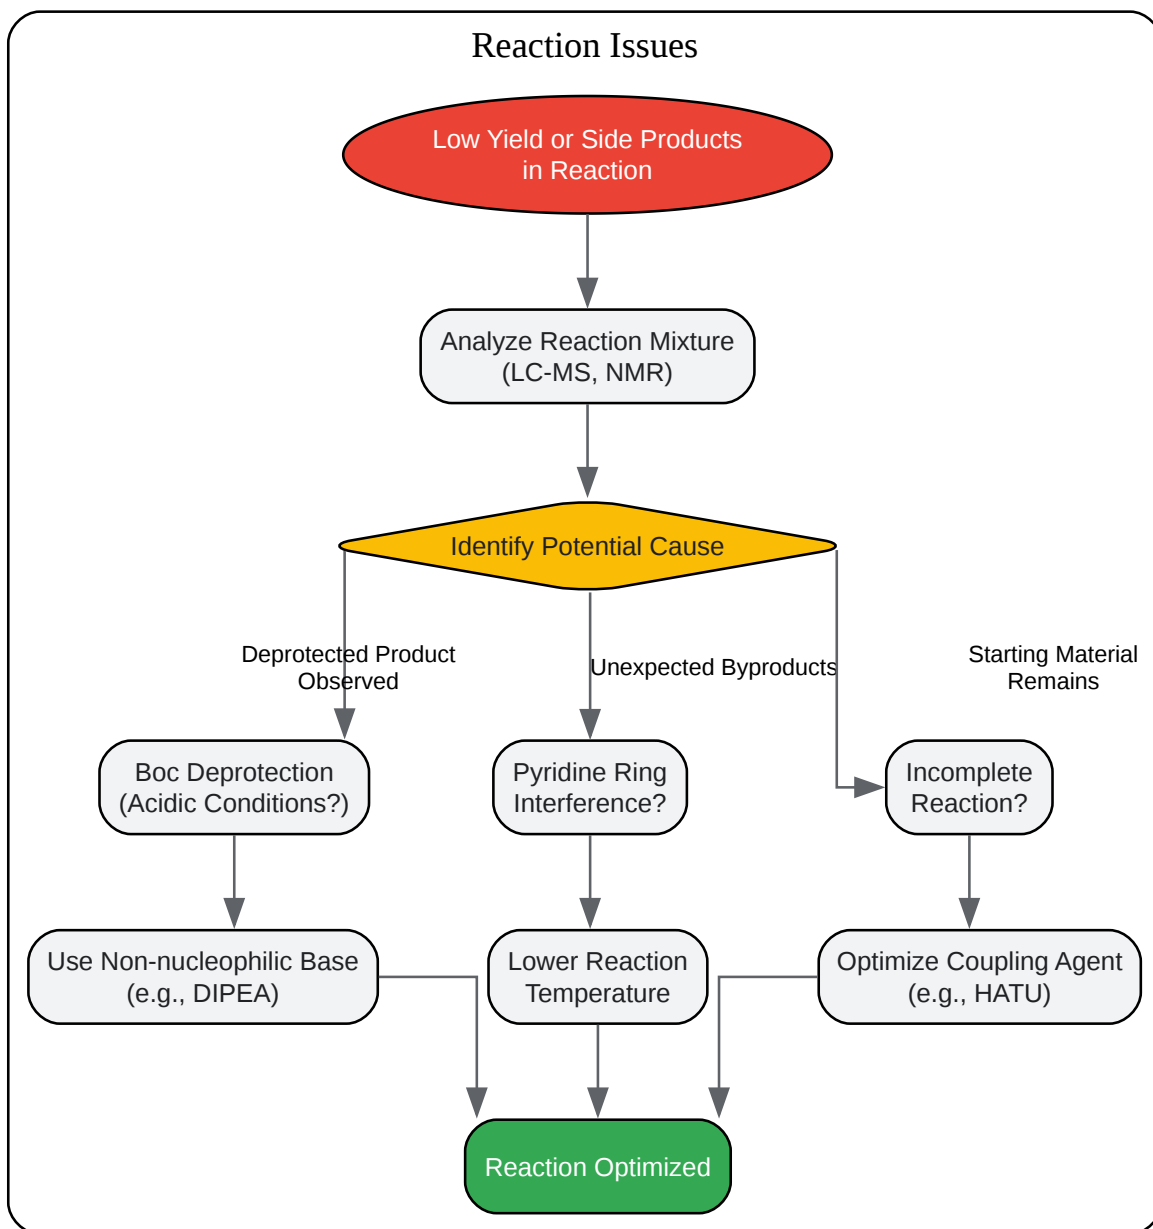 Reaction Issues
Low Yield or Side Products
in Reaction
Analyze Reaction Mixture
(LC-MS, NMR)
Identify Potential Cause
Deprotected Product
Observed
Unexpected Byproducts
Starting Material
Remains
Boc Deprotection
(Acidic Conditions?)
Pyridine Ring
Interference?
Incomplete
Reaction?
Use Non-nucleophilic Base
(e.g., DIPEA)
Lower Reaction
Temperature
Optimize Coupling Agent
(e.g., HATU)
Reaction Optimized